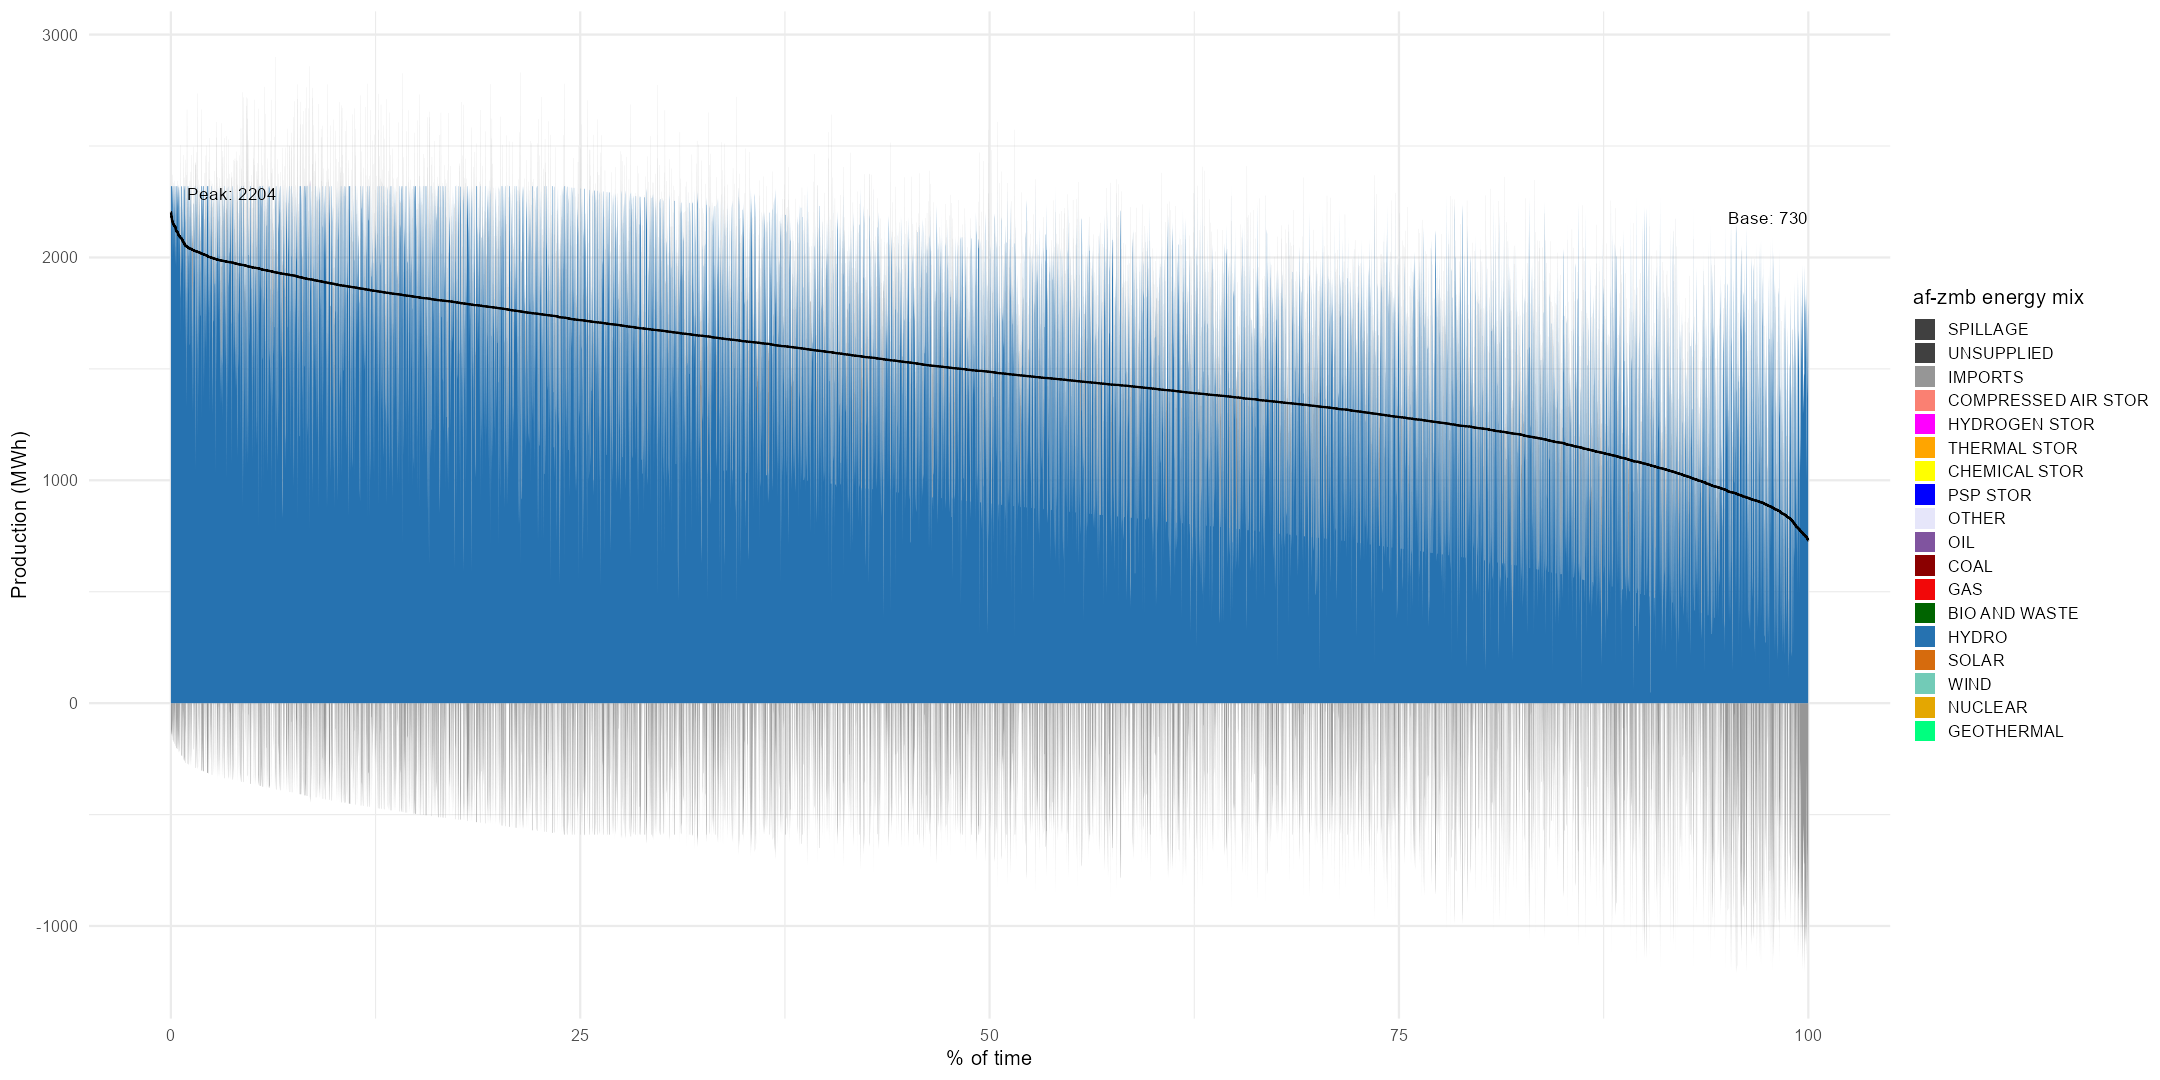 3000
2000
1000
0
-1000
Production (MWh)
Peak: 2204
Base: 730
0
25
50
75
100
% of time
af-zmb energy mix
SPILLAGE
UNSUPPLIED
IMPORTS
COMPRESSED AIR STOR
HYDROGEN STOR
THERMAL STOR
CHEMICAL STOR
PSP STOR
OTHER
OIL
COAL
GAS
BIO AND WASTE
HYDRO
SOLAR
WIND
NUCLEAR
GEOTHERMAL